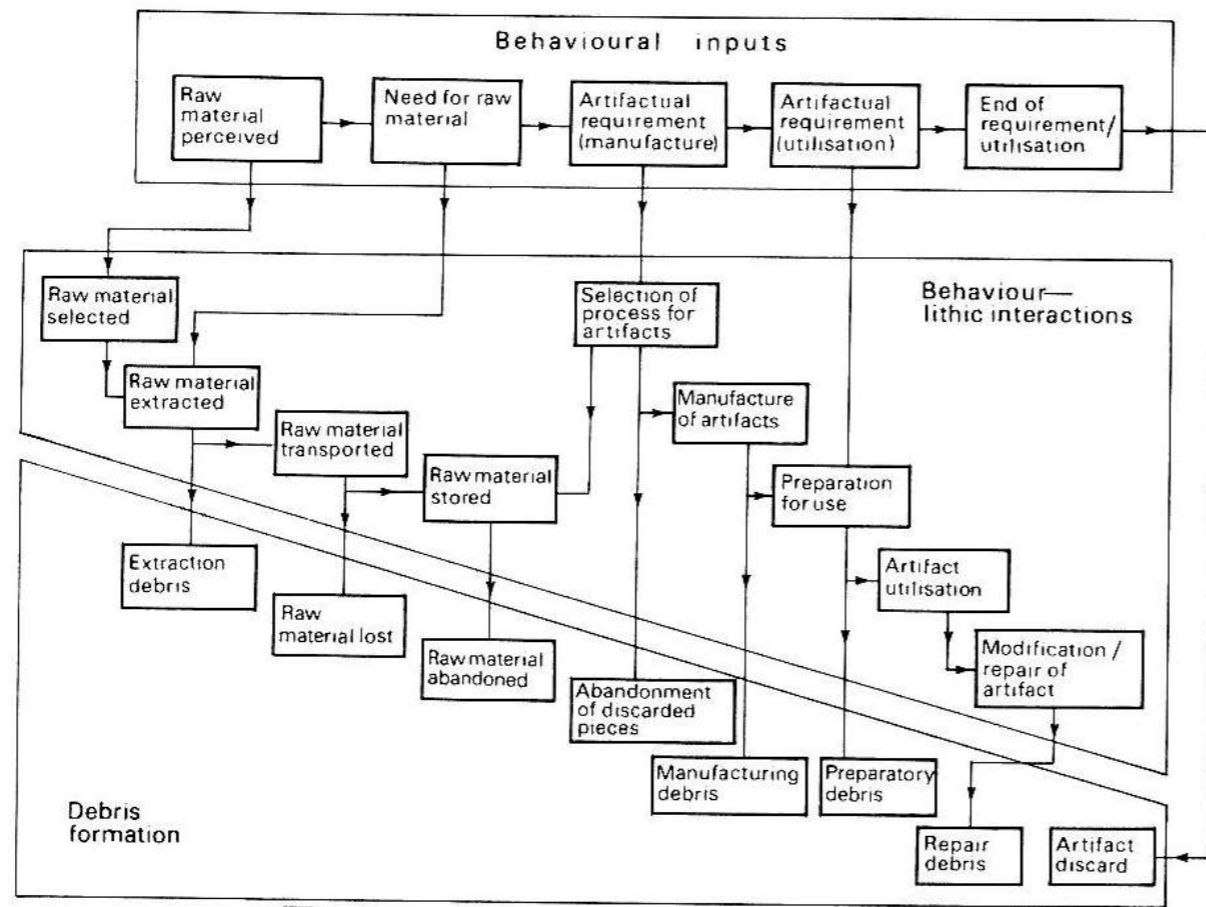 Behavioural inputs
Raw
material
perceived
Need for raw
material
Artifactual
requirement
(manufacture)
Artifactual
requirement
(utilisation)
End of
requirement/
utilisation
Behaviour—
lithic interactions
Raw material
selected
Selection of
process for
artifacts
Raw material
extracted
Manufacture
of artifacts
Raw material
transported
Raw material
stored
Preparation
for use
Extraction
debris
Artifact
utilisation
Raw
material lost
Raw material
abandoned
Modification/
repair of
artifact
Abandonment
of discarded
pieces
Manufacturing
debris
Preparatory
debris
Debris
formation
Repair
debris
Artifact
discard